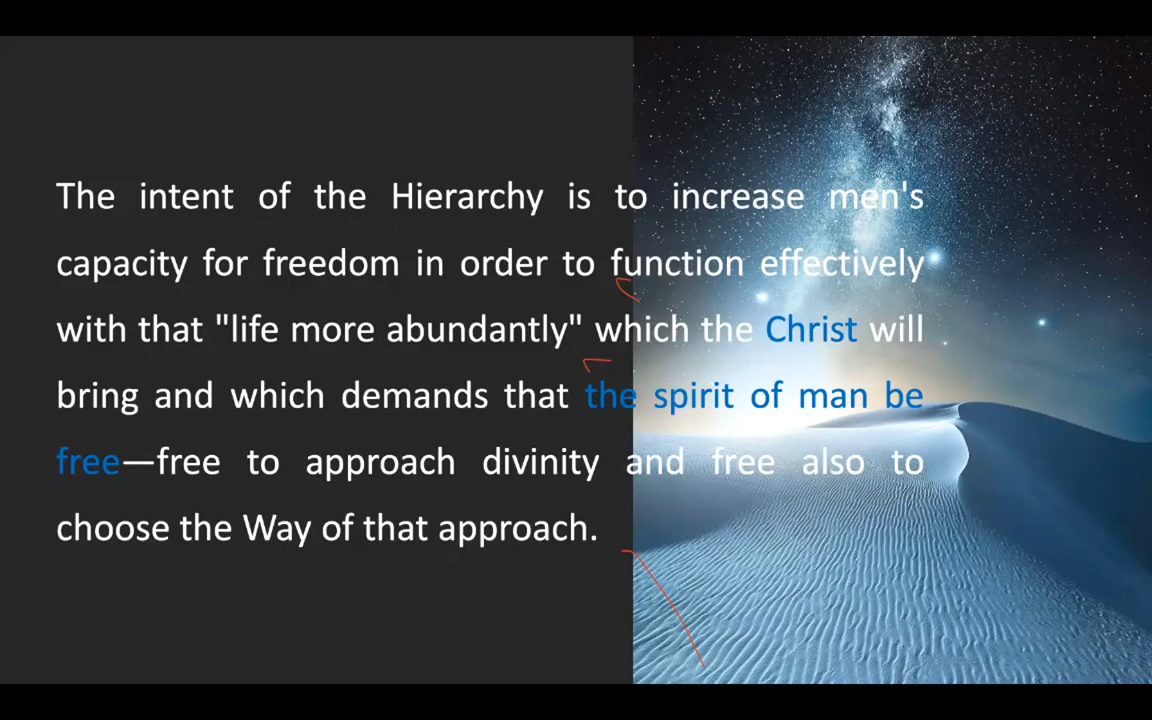 The intent of the Hierarchy is to increase men's
capacity for freedom in order to function effectively
with that "life more abundantly" which the Christ will
bring and which demands that the spirit of man be
free—free to approach divinity and free also to
choose the Way of that approach.